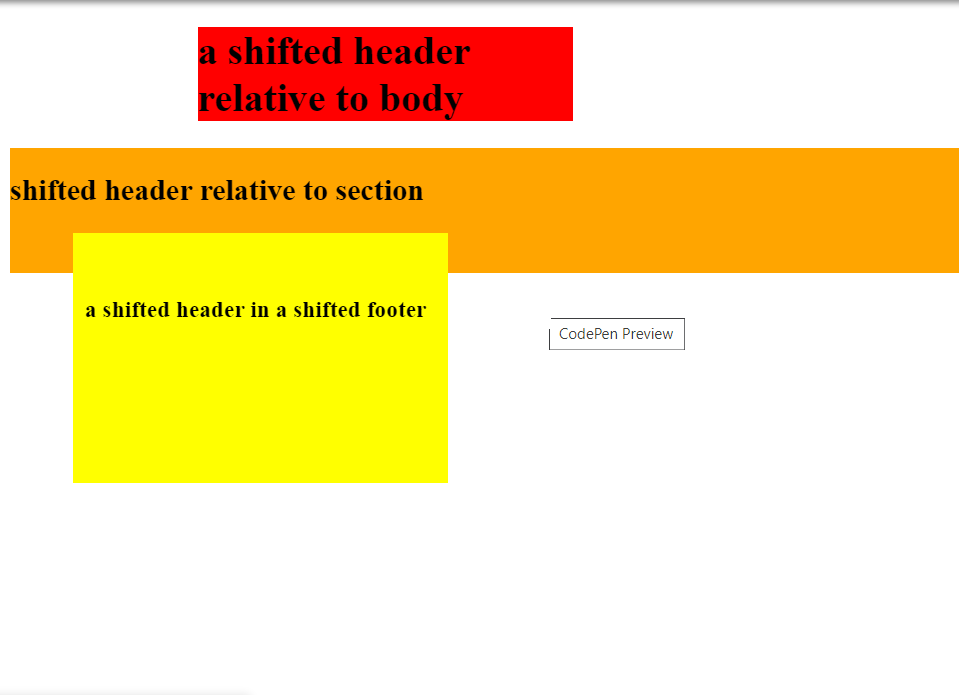 a shifted header
relative to body
shifted header relative to section
a shifted header in a shifted footer
CodePen Preview